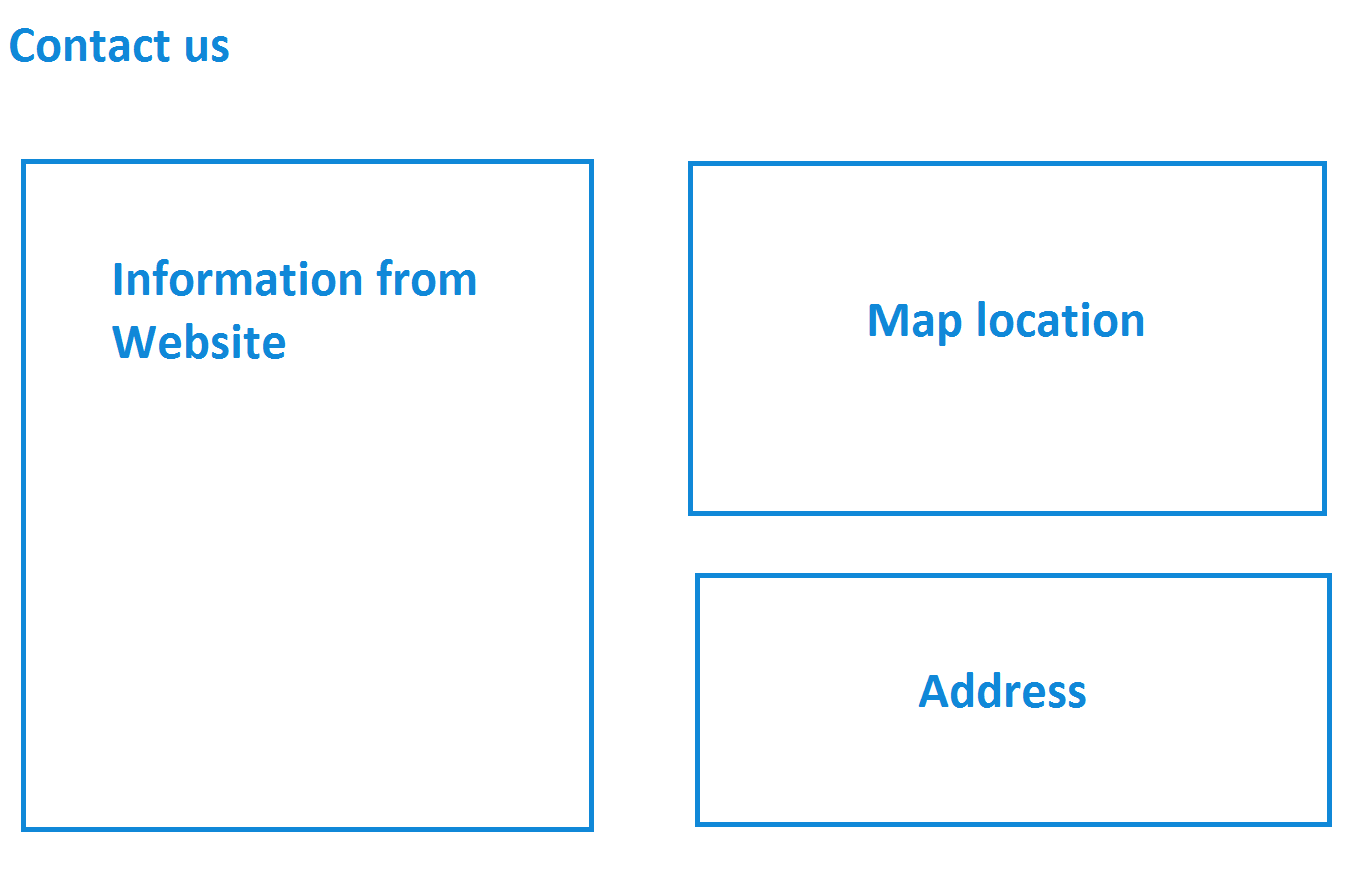 Contact us
Information from
Website
Map location
Address